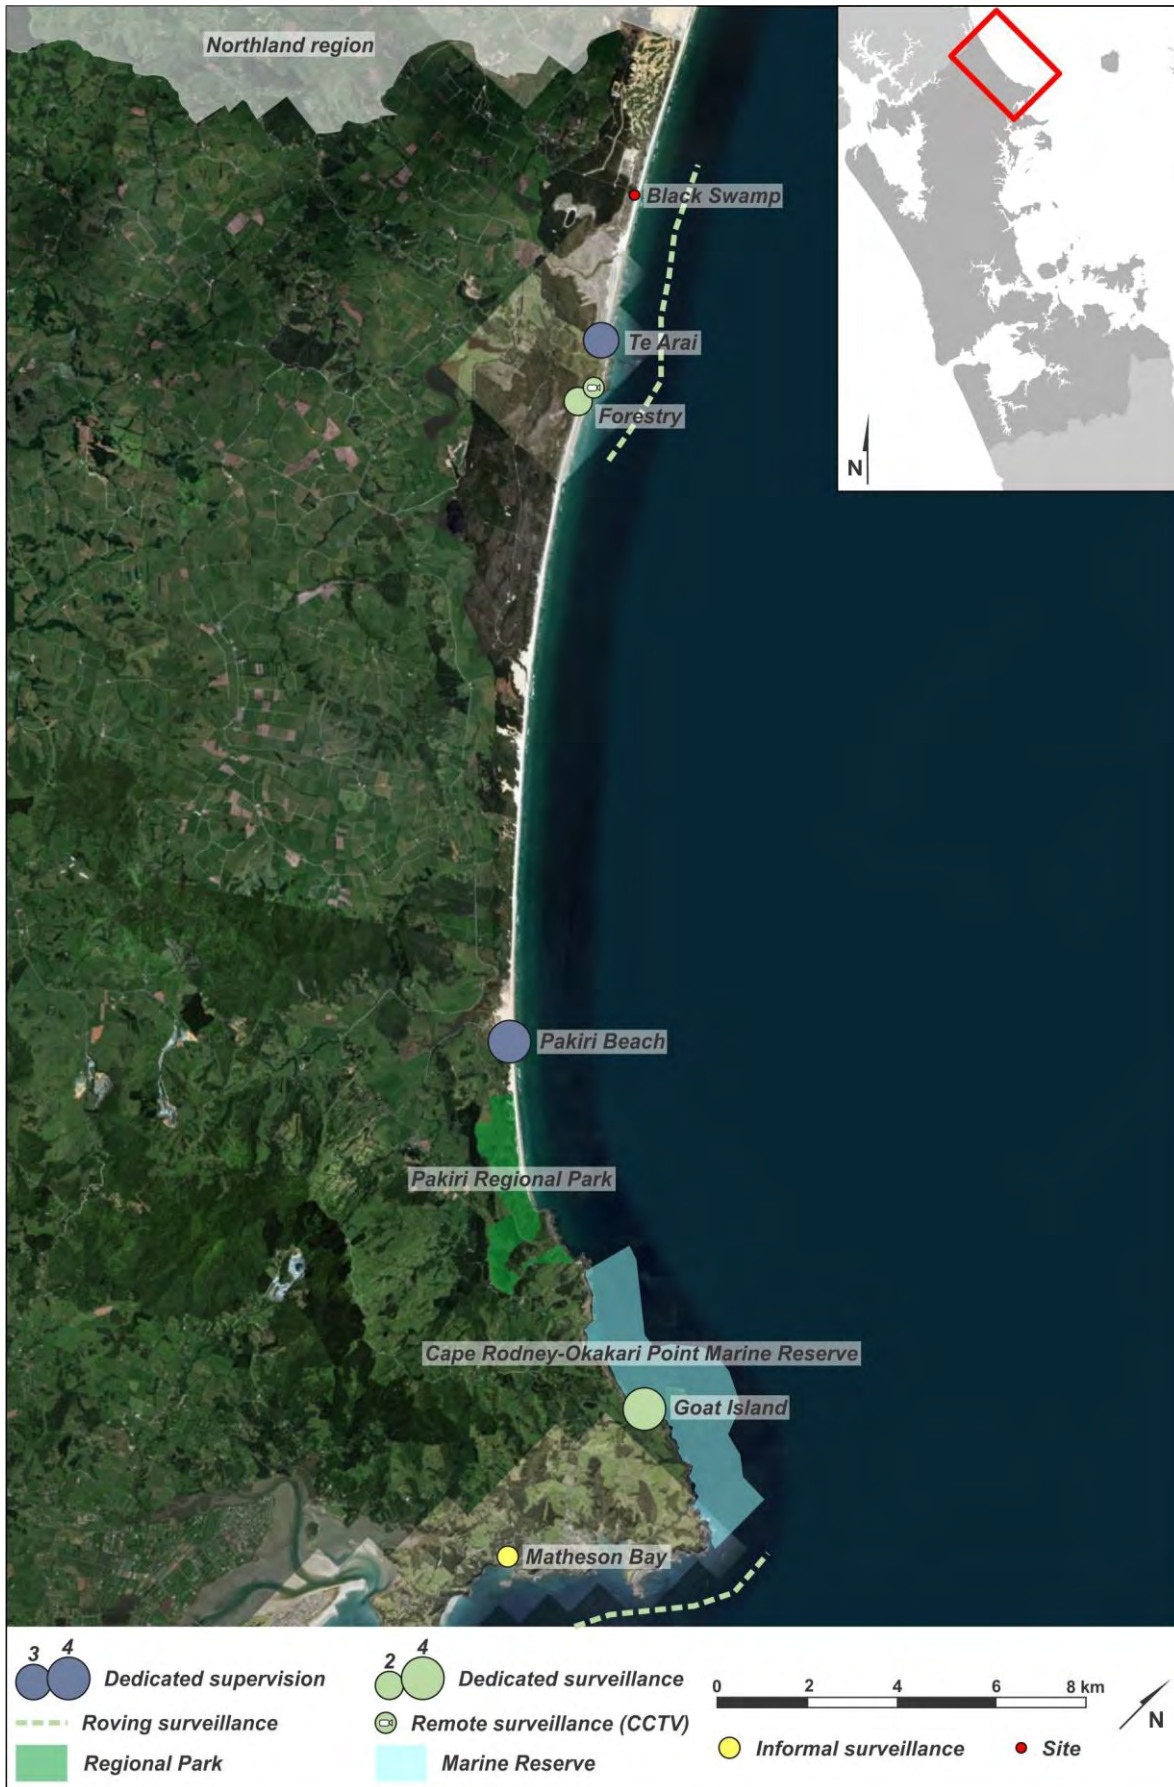 Northland region
N
Black Swamp
Te Arai
Forestry
Pakiri Beach
Pakiri Regional Park
Cape Rodney-Okakari Point Marine Reserve
Goat Island
Matheson Bay
3 4
Dedicated supervision
2 4
Dedicated surveillance
0 2 4 6 8 km
Roving surveillance
Remote surveillance (CCTV)
N
Regional Park
Marine Reserve
Informal surveillance
Site